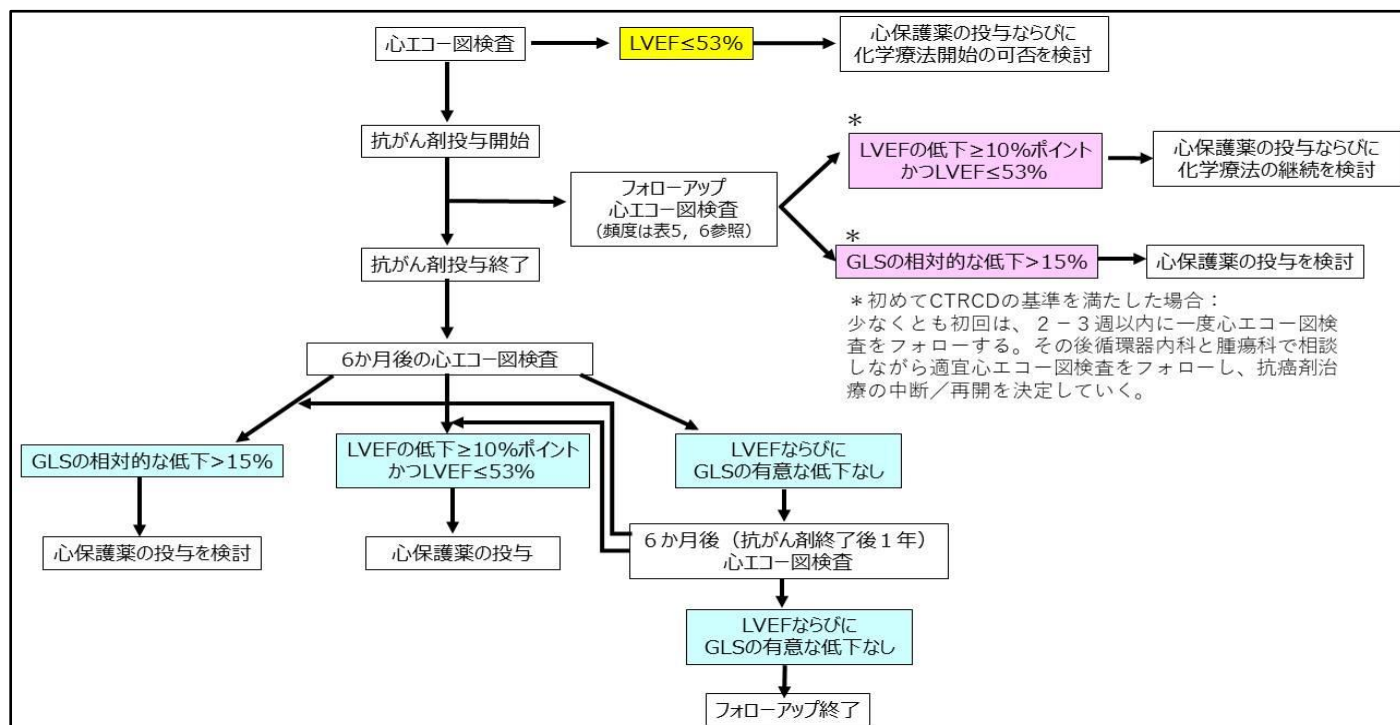 心エコー図検査
LVEF≤53%
心保護薬の投与ならびに
化学療法開始の可否を検討
抗がん剤投与開始
フォローアップ
心エコー図検査
(頻度は表5，6参照)
*
LVEFの低下≥10%ポイント
かつLVEF≤53%
心保護薬の投与ならびに
化学療法の継続を検討
*
GLSの相対的な低下>15%
心保護薬の投与を検討
抗がん剤投与終了
＊初めてCTRCDの基準を満たした場合：
少なくとも初回は、２－３週以内に一度心エコー図検
査をフォローする。その後循環器内科と腫瘍科で相談
しながら適宜心エコー図検査をフォローし、抗癌剤治
療の中断／再開を決定していく。
6か月後の心エコー図検査
GLSの相対的な低下>15%
LVEFの低下≥10%ポイント
かつLVEF≤53%
LVEFならびに
GLSの有意な低下なし
心保護薬の投与を検討
心保護薬の投与
６か月後（抗がん剤終了後１年）
心エコー図検査
LVEFならびに
GLSの有意な低下なし
フォローアップ終了